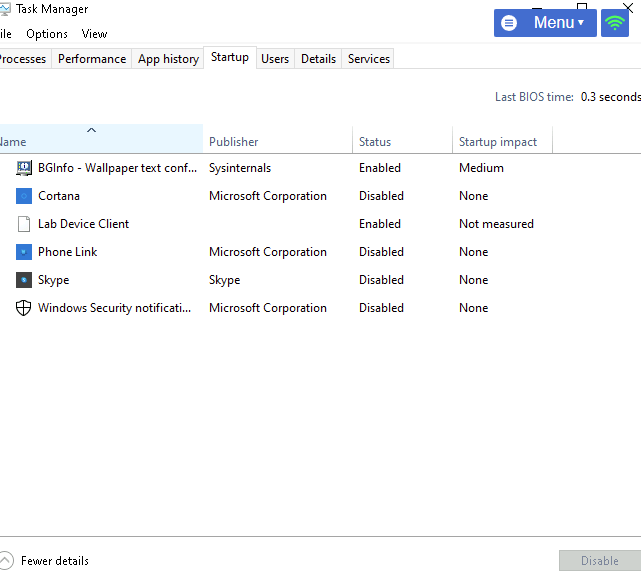 Task Manager
Menu
ile Options View
rocesses Performance App history Startup Users Details Services
Last BIOS time: 0.3 seconds
Name Publisher Status Startup impact
BGInfo - Wallpaper text conf... Sysinternals Enabled Medium
Cortana Microsoft Corporation Disabled None
Lab Device Client Enabled Not measured
Phone Link Microsoft Corporation Disabled None
Skype Skype Disabled None
Windows Security notificati... Microsoft Corporation Disabled None
Fewer details Disable